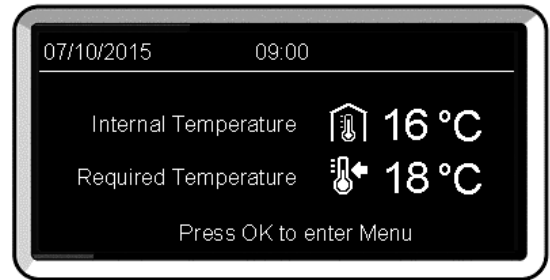 07/10/2015 09:00
Internal Temperature 16 °C
Required Temperature 18 °C
Press OK to enter Menu